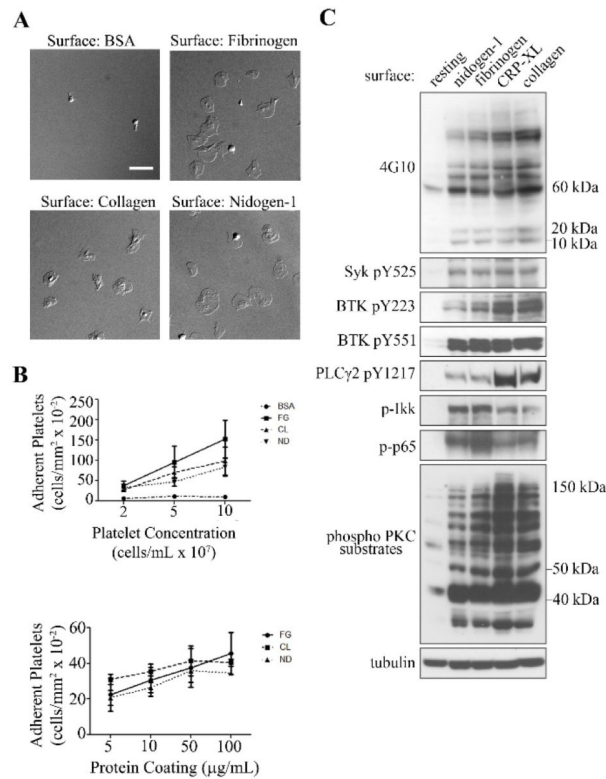 A
Surface: BSA
Surface: Fibrinogen
Surface: Collagen
Surface: Nidogen-1
B
Adherent Platelets
(cells/mm² x 10⁻²)
250
200
150
100
50
0
2
5
10
Platelet Concentration
(cells/mL x 10⁷)
BSA
FG
CL
ND
Adherent Platelets
(cells/mm² x 10⁻²)
60
40
20
0
5
10
50
100
Protein Coating (µg/mL)
FG
CL
ND
C
surface:
resting
nidogen-1
fibrinogen
CRP-XL
collagen
4G10
60 kDa
20 kDa
10 kDa
Syk pY525
BTK pY223
BTK pY551
PLCγ2 pY1217
p-Ikk
p-p65
phospho PKC
substrates
150 kDa
50 kDa
40 kDa
tubulin